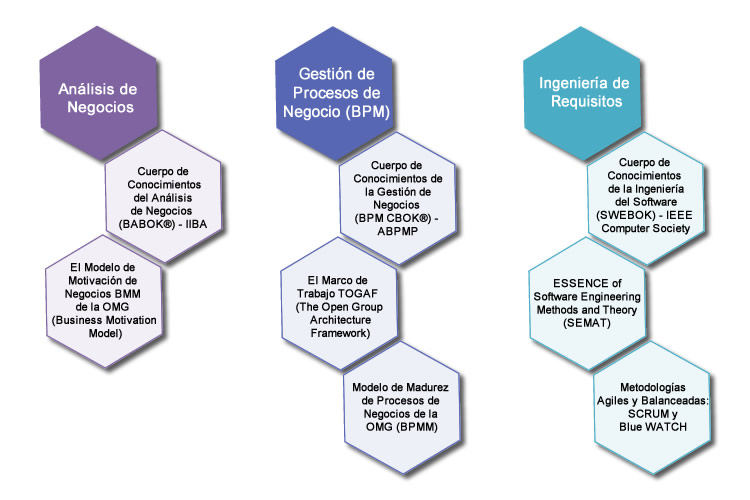 Análisis de
Negocios
Cuerpo de
Conocimientos
del Análisis
de Negocios
(BABOK®) - IIBA
El Modelo de
Motivación de
Negocios BMM
de la OMG
(Business Motivation
Model)
Gestión de
Procesos de
Negocio (BPM)
Cuerpo de
Conocimientos de
la Gestión de
Negocios
(BPM CBOK®) -
ABPMP
El Marco de
Trabajo TOGAF
(The Open Group
Architecture
Framework)
Modelo de Madurez
de Procesos de
Negocios de la
OMG (BPMM)
Ingeniería de
Requisitos
Cuerpo de
Conocimientos
de la Ingeniería
del Software
(SWEBOK) - IEEE
Computer Society
ESSENCE of
Software Engineering
Methods and Theory
(SEMAT)
Metodologías
Agiles y Balanceadas:
SCRUM y
Blue WATCH